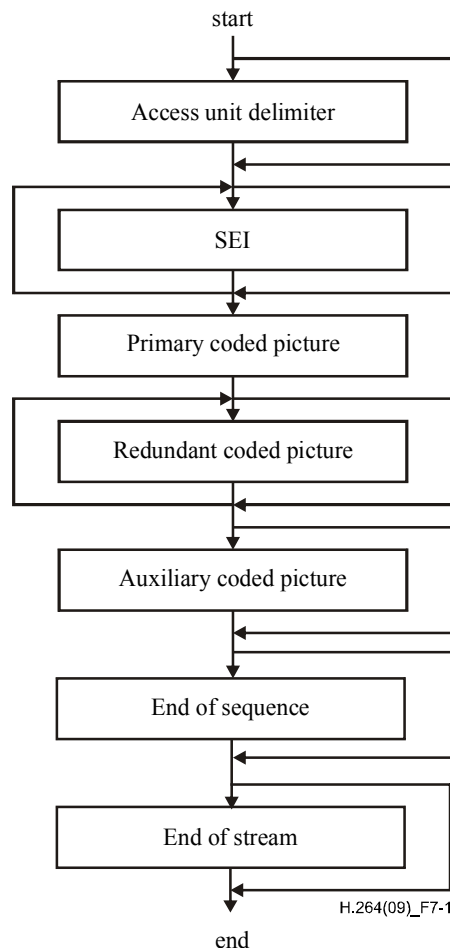 start
Access unit delimiter
SEI
Primary coded picture
Redundant coded picture
Auxiliary coded picture
End of sequence
End of stream
H.264(09)_F7-1
end